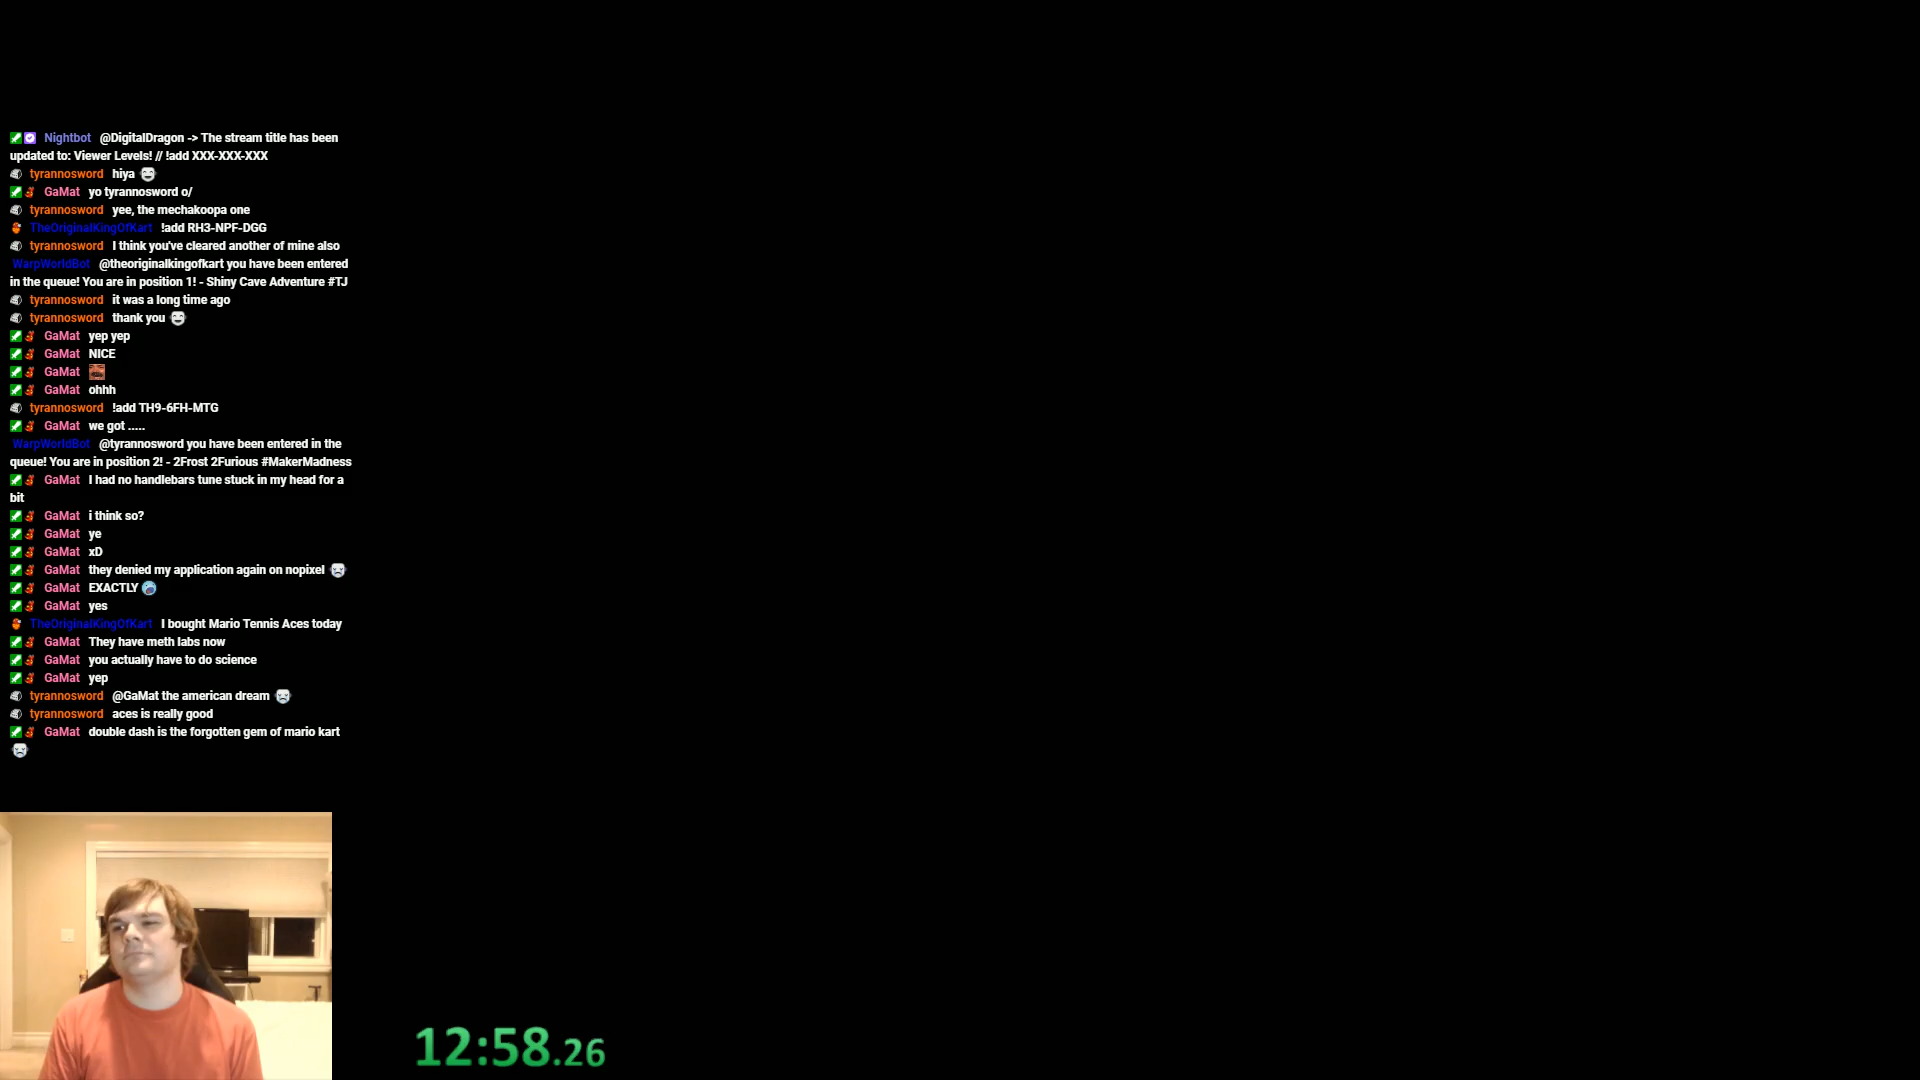 Nightbot @DigitalDragon -> The stream title has been
updated to: Viewer Levels! // !add XXX-XXX-XXX
tyrannosword hiya
GaMat yo tyrannosword o/
tyrannosword yee, the mechakoopa one
TheOriginalKingOfKart !add RH3-NPF-DGG
tyrannosword I think you've cleared another of mine also
WarpWorldBot @theoriginalkingofkart you have been entered
in the queue! You are in position 1! - Shiny Cave Adventure #TJ
tyrannosword it was a long time ago
tyrannosword thank you
GaMat yep yep
GaMat NICE
GaMat
GaMat ohhh
tyrannosword !add TH9-6FH-MTG
GaMat we got .....
WarpWorldBot @tyrannosword you have been entered in the
queue! You are in position 2! - 2Frost 2Furious #MakerMadness
GaMat I had no handlebars tune stuck in my head for a
bit
GaMat i think so?
GaMat ye
GaMat xD
GaMat they denied my application again on nopixel
GaMat EXACTLY
GaMat yes
TheOriginalKingOfKart I bought Mario Tennis Aces today
GaMat They have meth labs now
GaMat you actually have to do science
GaMat yep
tyrannosword @GaMat the american dream
tyrannosword aces is really good
GaMat double dash is the forgotten gem of mario kart
12:58.26